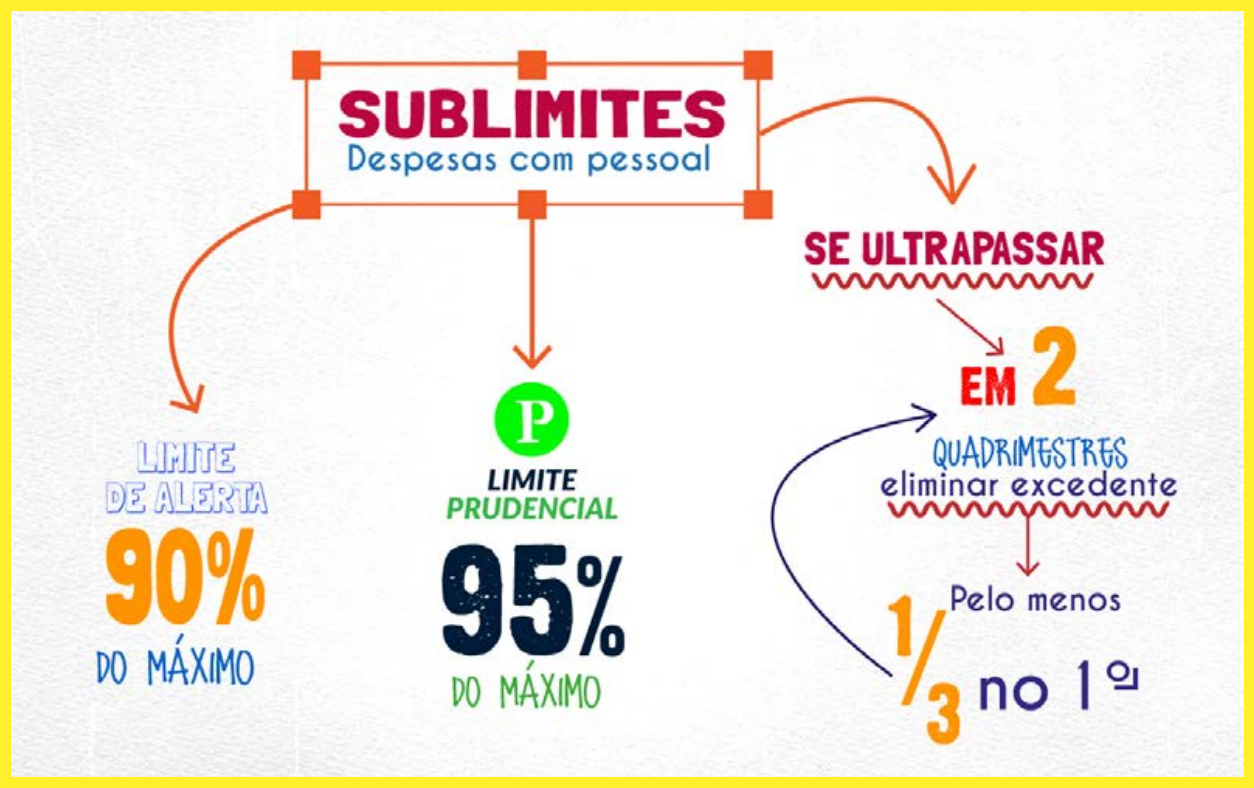 SUBLIMITES
Despesas com pessoal
LIMITE
DE ALERTA
90%
DO MÁXIMO
P
LIMITE
PRUDENCIAL
95%
DO MÁXIMO
SE ULTRAPASSAR
EM 2
QUADRIMESTRES
eliminar excedente
Pelo menos
1/3 no 1º